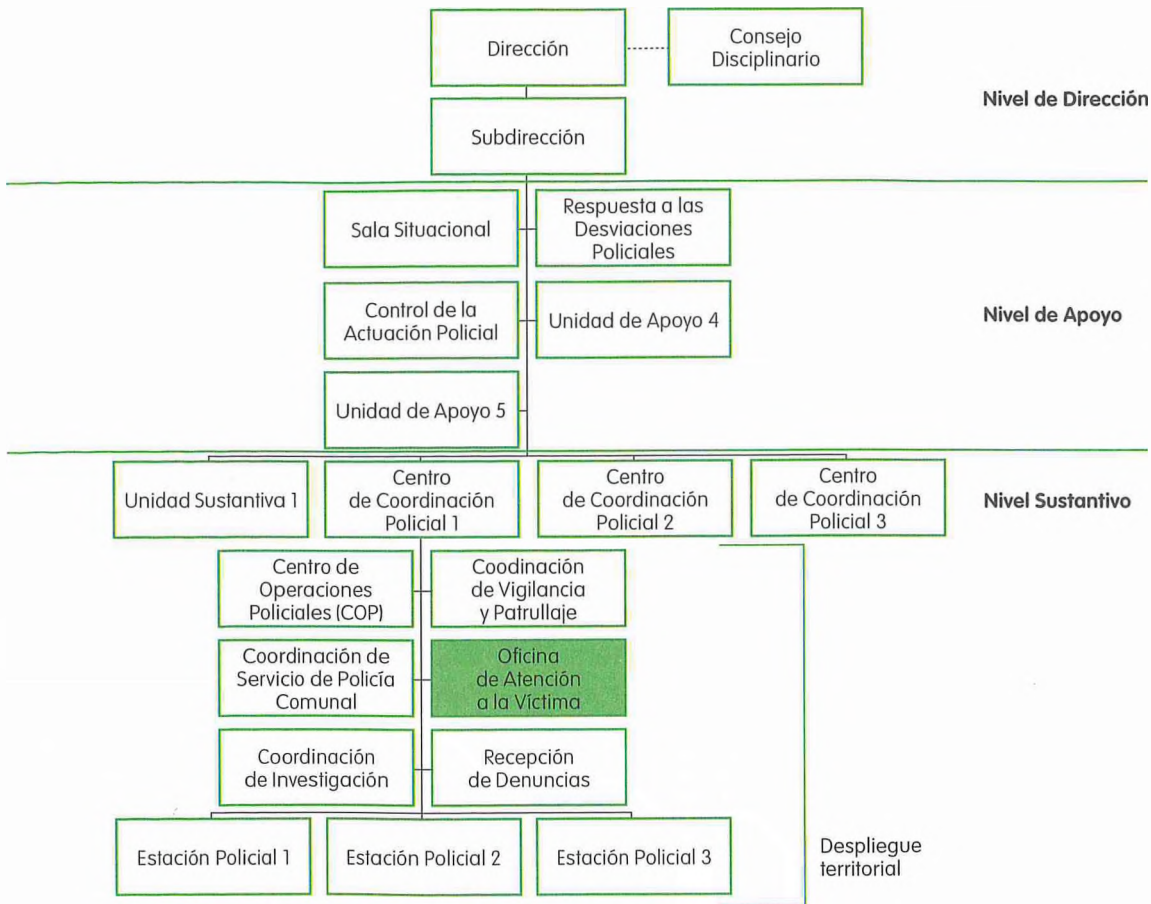 Dirección
Consejo
Disciplinario
Nivel de Dirección
Subdirección
Sala Situacional
Respuesta a las
Desviaciones
Policiales
Control de la
Actuación Policial
Unidad de Apoyo 4
Nivel de Apoyo
Unidad de Apoyo 5
Unidad Sustantiva 1
Centro
de Coordinación
Policial 1
Centro
de Coordinación
Policial 2
Centro
de Coordinación
Policial 3
Nivel Sustantivo
Centro de
Operaciones
Policiales (COP)
Coodinación
de Vigilancia
y Patrullaje
Coordinación de
Servicio de Policía
Comunal
Oficina
de Atención
a la Víctima
Coordinación
de Investigación
Recepción
de Denuncias
Estación Policial 1
Estación Policial 2
Estación Policial 3
Despliegue
territorial